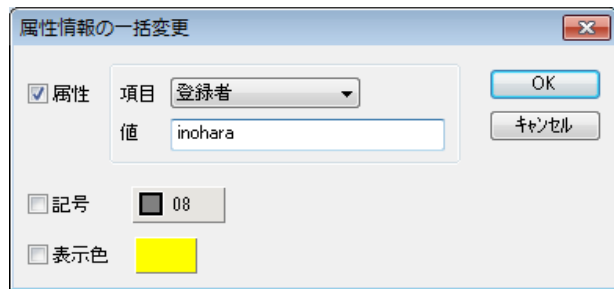 属性情報の一括変更
属性 項目 登録者
値 inohara
OK
キャンセル
記号 08
表示色